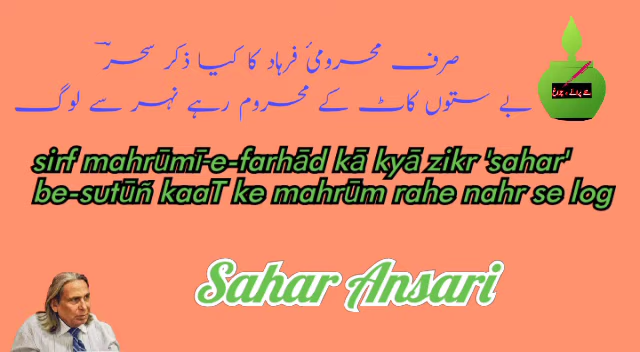 صرف محرومیٔ فرہاد کا کیا ذکر سحرؔ
بے ستوں کاٹ کے محروم رہے نہر سے لوگ
sirf mahrūmī-e-farhād kā kyā zikr 'sahar'
be-sutūñ kaaT ke mahrūm rahe nahr se log
Sahar Ansari